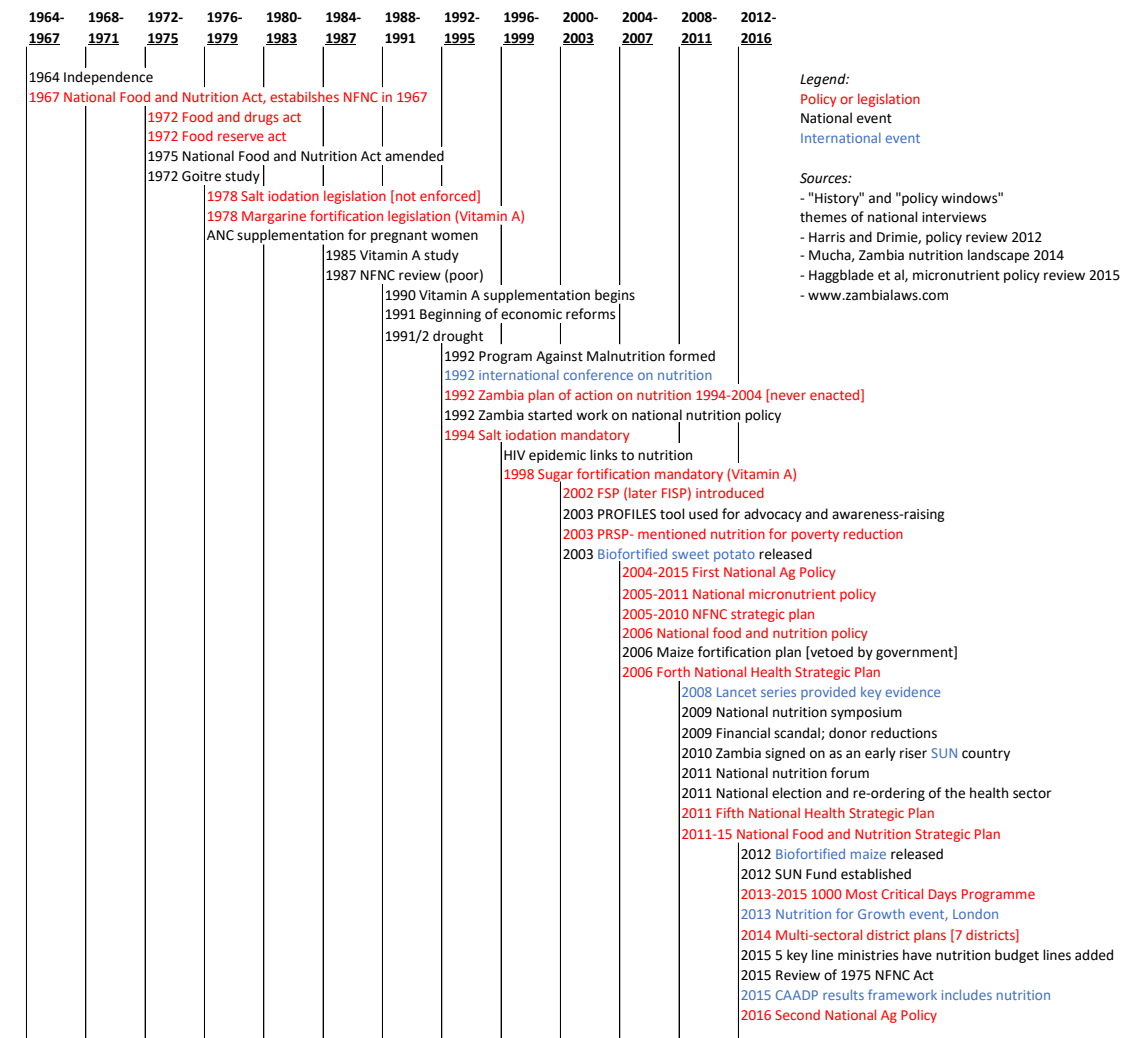 1964- 1968- 1972- 1976- 1980- 1984- 1988- 1992- 1996- 2000- 2004- 2008- 2012-
1967 1971 1975 1979 1983 1987 1991 1995 1999 2003 2007 2011 2016
1964 Independence
1967 National Food and Nutrition Act, estabilshes NFNC in 1967
1972 Food and drugs act
1972 Food reserve act
1975 National Food and Nutrition Act amended
1972 Goitre study
1978 Salt iodation legislation [not enforced]
1978 Margarine fortification legislation (Vitamin A)
ANC supplementation for pregnant women
1985 Vitamin A study
1987 NFNC review (poor)
1990 Vitamin A supplementation begins
1991 Beginning of economic reforms
1991/2 drought
1992 Program Against Malnutrition formed
1992 international conference on nutrition
1992 Zambia plan of action on nutrition 1994-2004 [never enacted]
1992 Zambia started work on national nutrition policy
1994 Salt iodation mandatory
HIV epidemic links to nutrition
1998 Sugar fortification mandatory (Vitamin A)
2002 FSP (later FISP) introduced
2003 PROFILES tool used for advocacy and awareness-raising
2003 PRSP- mentioned nutrition for poverty reduction
2003 Biofortified sweet potato released
2004-2015 First National Ag Policy
2005-2011 National micronutrient policy
2005-2010 NFNC strategic plan
2006 National food and nutrition policy
2006 Maize fortification plan [vetoed by government]
2006 Forth National Health Strategic Plan
2008 Lancet series provided key evidence
2009 National nutrition symposium
2009 Financial scandal; donor reductions
2010 Zambia signed on as an early riser SUN country
2011 National nutrition forum
2011 National election and re-ordering of the health sector
2011 Fifth National Health Strategic Plan
2011-15 National Food and Nutrition Strategic Plan
2012 Biofortified maize released
2012 SUN Fund established
2013-2015 1000 Most Critical Days Programme
2013 Nutrition for Growth event, London
2014 Multi-sectoral district plans [7 districts]
2015 5 key line ministries have nutrition budget lines added
2015 Review of 1975 NFNC Act
2015 CAADP results framework includes nutrition
2016 Second National Ag Policy
Legend:
Policy or legislation
National event
International event
Sources:
- "History" and "policy windows"
themes of national interviews
- Harris and Drimie, policy review 2012
- Mucha, Zambia nutrition landscape 2014
- Haggblade et al, micronutrient policy review 2015
- www.zambialaws.com